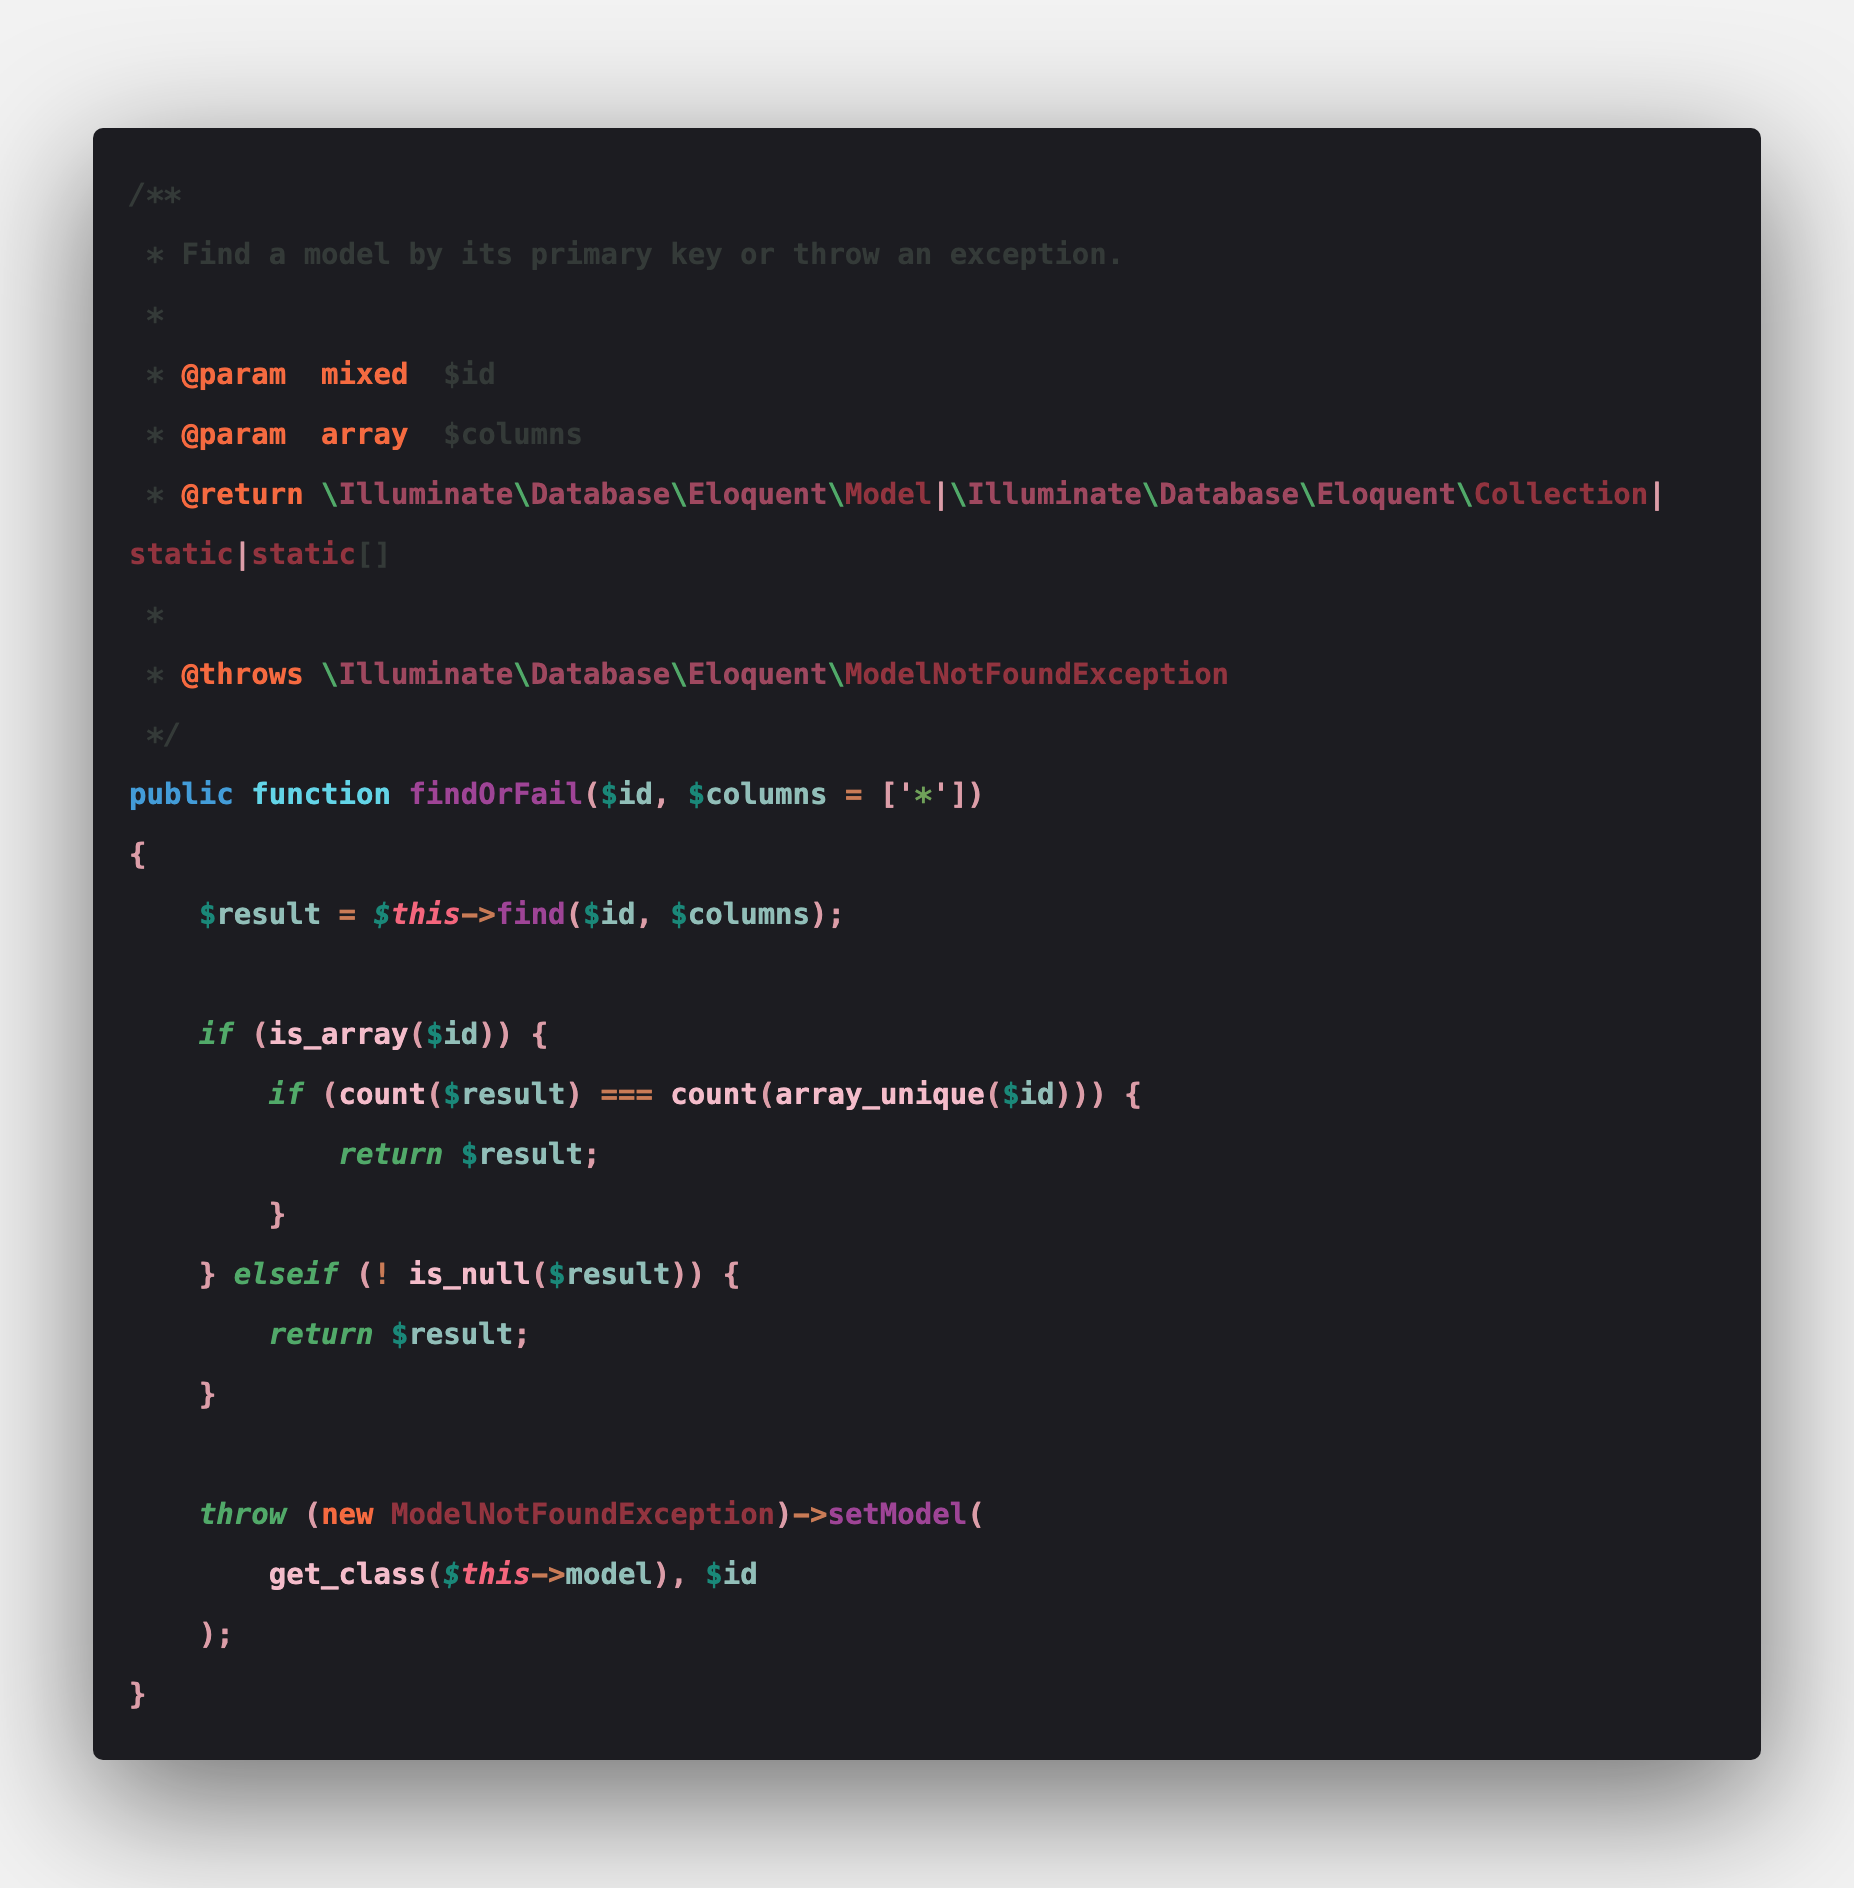 /**
 * Find a model by its primary key or throw an exception.
 *
 * @param  mixed  $id
 * @param  array  $columns
 * @return \Illuminate\Database\Eloquent\Model|\Illuminate\Database\Eloquent\Collection|
static|static[]
 *
 * @throws \Illuminate\Database\Eloquent\ModelNotFoundException
 */
public function findOrFail($id, $columns = ['*'])
{
    $result = $this->find($id, $columns);

    if (is_array($id)) {
        if (count($result) === count(array_unique($id))) {
            return $result;
        }
    } elseif (! is_null($result)) {
        return $result;
    }

    throw (new ModelNotFoundException)->setModel(
        get_class($this->model), $id
    );
}